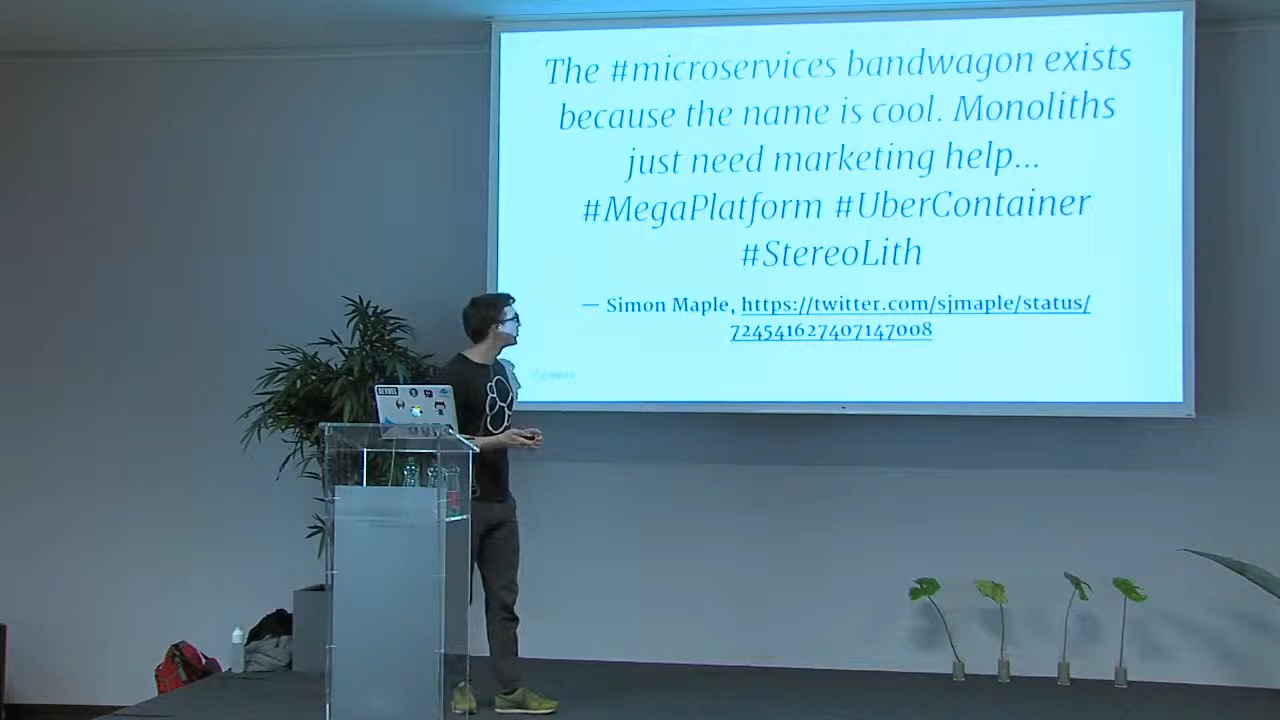 The #microservices bandwagon exists
because the name is cool. Monoliths
just need marketing help...
#MegaPlatform #UberContainer
#StereoLith
— Simon Maple, https://twitter.com/sjmaple/status/
724541627407147008